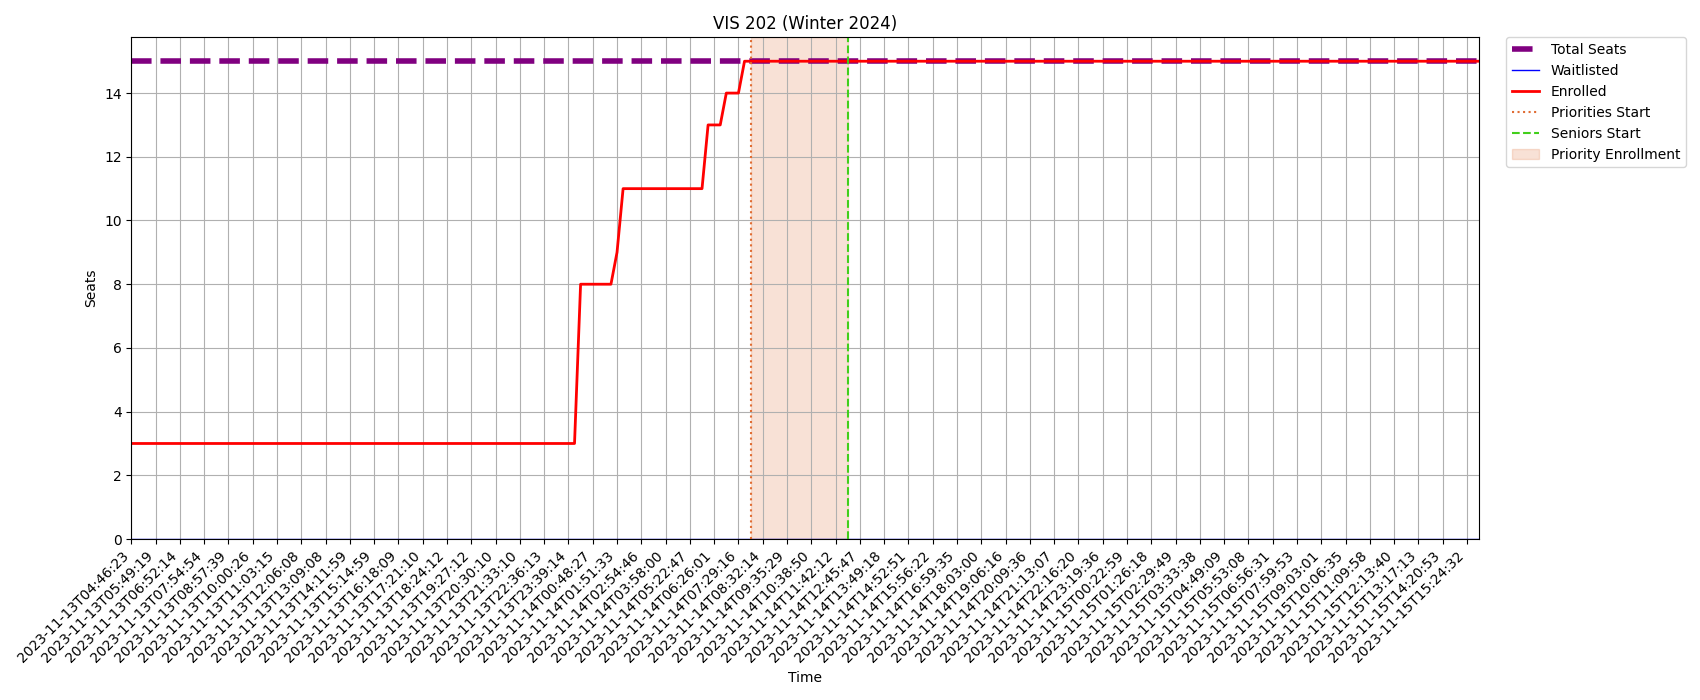 VIS 202 (Winter 2024)
Total Seats
Waitlisted
Enrolled
Priorities Start
Seniors Start
Priority Enrollment
14
12
10
8
6
4
2
0
Seats
2023-11-13T04:46:23
2023-11-13T05:49:19
2023-11-13T06:52:14
2023-11-13T07:54:54
2023-11-13T08:57:39
2023-11-13T10:00:26
2023-11-13T11:03:15
2023-11-13T12:06:08
2023-11-13T13:09:08
2023-11-13T14:11:59
2023-11-13T15:14:59
2023-11-13T16:18:09
2023-11-13T17:21:10
2023-11-13T18:24:12
2023-11-13T19:27:12
2023-11-13T20:30:10
2023-11-13T21:33:10
2023-11-13T22:36:13
2023-11-13T23:39:14
2023-11-14T00:48:27
2023-11-14T01:51:33
2023-11-14T02:54:46
2023-11-14T03:58:00
2023-11-14T05:22:47
2023-11-14T06:26:01
2023-11-14T07:29:16
2023-11-14T08:32:14
2023-11-14T09:35:29
2023-11-14T10:38:50
2023-11-14T11:42:12
2023-11-14T12:45:47
2023-11-14T13:49:18
2023-11-14T14:52:51
2023-11-14T15:56:22
2023-11-14T16:59:35
2023-11-14T18:03:00
2023-11-14T19:06:16
2023-11-14T20:09:36
2023-11-14T21:13:07
2023-11-14T22:16:20
2023-11-14T23:19:36
2023-11-15T00:22:59
2023-11-15T01:26:18
2023-11-15T02:29:49
2023-11-15T03:33:38
2023-11-15T04:49:09
2023-11-15T05:53:08
2023-11-15T06:56:31
2023-11-15T07:59:53
2023-11-15T09:03:01
2023-11-15T10:06:35
2023-11-15T11:09:58
2023-11-15T12:13:40
2023-11-15T13:17:13
2023-11-15T14:20:53
2023-11-15T15:24:32
Time